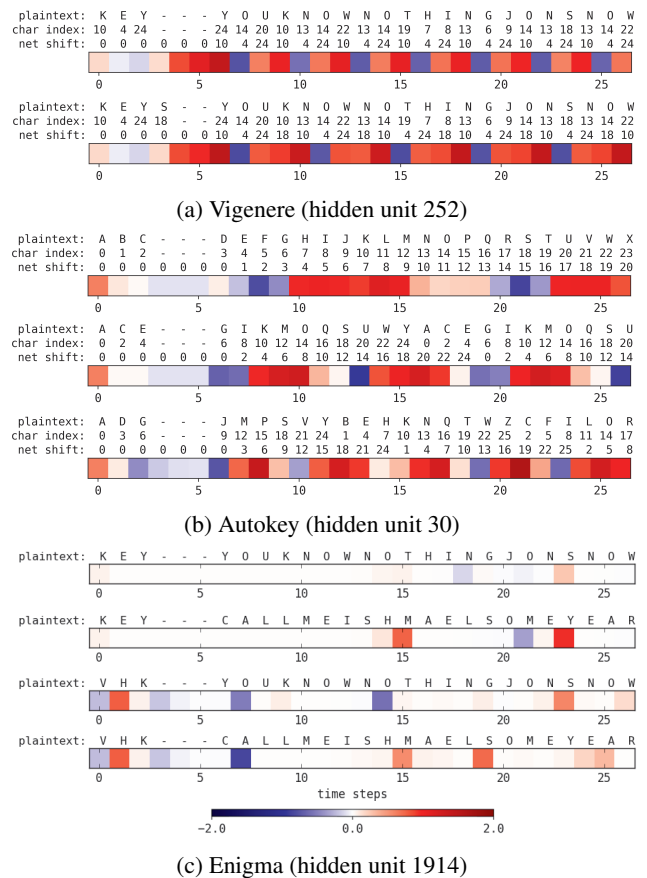 plaintext: K E Y - - - Y O U K N O W N O T H I N G J O N S N O W
char index: 10 4 24 - - - 24 14 20 10 13 14 22 13 14 19 7 8 13 6 9 14 13 18 13 14 22
net shift: 0 0 0 0 0 0 10 4 24 10 4 24 10 4 24 10 4 24 10 4 24 10 4 24 10 4 24
0 5 10 15 20 25
plaintext: K E Y S - - Y O U K N O W N O T H I N G J O N S N O W
char index: 10 4 24 18 - - 24 14 20 10 13 14 22 13 14 19 7 8 13 6 9 14 13 18 13 14 22
net shift: 0 0 0 0 0 0 10 4 24 18 10 4 24 18 10 4 24 18 10 4 24 18 10 4 24 18 10
0 5 10 15 20 25
(a) Vigenere (hidden unit 252)
plaintext: A B C - - - D E F G H I J K L M N O P Q R S T U V W X
char index: 0 1 2 - - - 3 4 5 6 7 8 9 10 11 12 13 14 15 16 17 18 19 20 21 22 23
net shift: 0 0 0 0 0 0 0 1 2 3 4 5 6 7 8 9 10 11 12 13 14 15 16 17 18 19 20
0 5 10 15 20 25
plaintext: A C E - - - G I K M O Q S U W Y A C E G I K M O Q S U
char index: 0 2 4 - - - 6 8 10 12 14 16 18 20 22 24 0 2 4 6 8 10 12 14 16 18 20
net shift: 0 0 0 0 0 0 0 2 4 6 8 10 12 14 16 18 20 22 24 0 2 4 6 8 10 12 14
0 5 10 15 20 25
plaintext: A D G - - - J M P S V Y B E H K N Q T W Z C F I L O R
char index: 0 3 6 - - - 9 12 15 18 21 24 1 4 7 10 13 16 19 22 25 2 5 8 11 14 17
net shift: 0 0 0 0 0 0 0 3 6 9 12 15 18 21 24 1 4 7 10 13 16 19 22 25 2 5 8
0 5 10 15 20 25
(b) Autokey (hidden unit 30)
plaintext: K E Y - - - Y O U K N O W N O T H I N G J O N S N O W
0 5 10 15 20 25
plaintext: K E Y - - - C A L L M E I S H M A E L S O M E Y E A R
0 5 10 15 20 25
plaintext: V H K - - - Y O U K N O W N O T H I N G J O N S N O W
0 5 10 15 20 25
plaintext: V H K - - - C A L L M E I S H M A E L S O M E Y E A R
0 5 10 15 20 25
time steps
−2.0 0.0 2.0
(c) Enigma (hidden unit 1914)